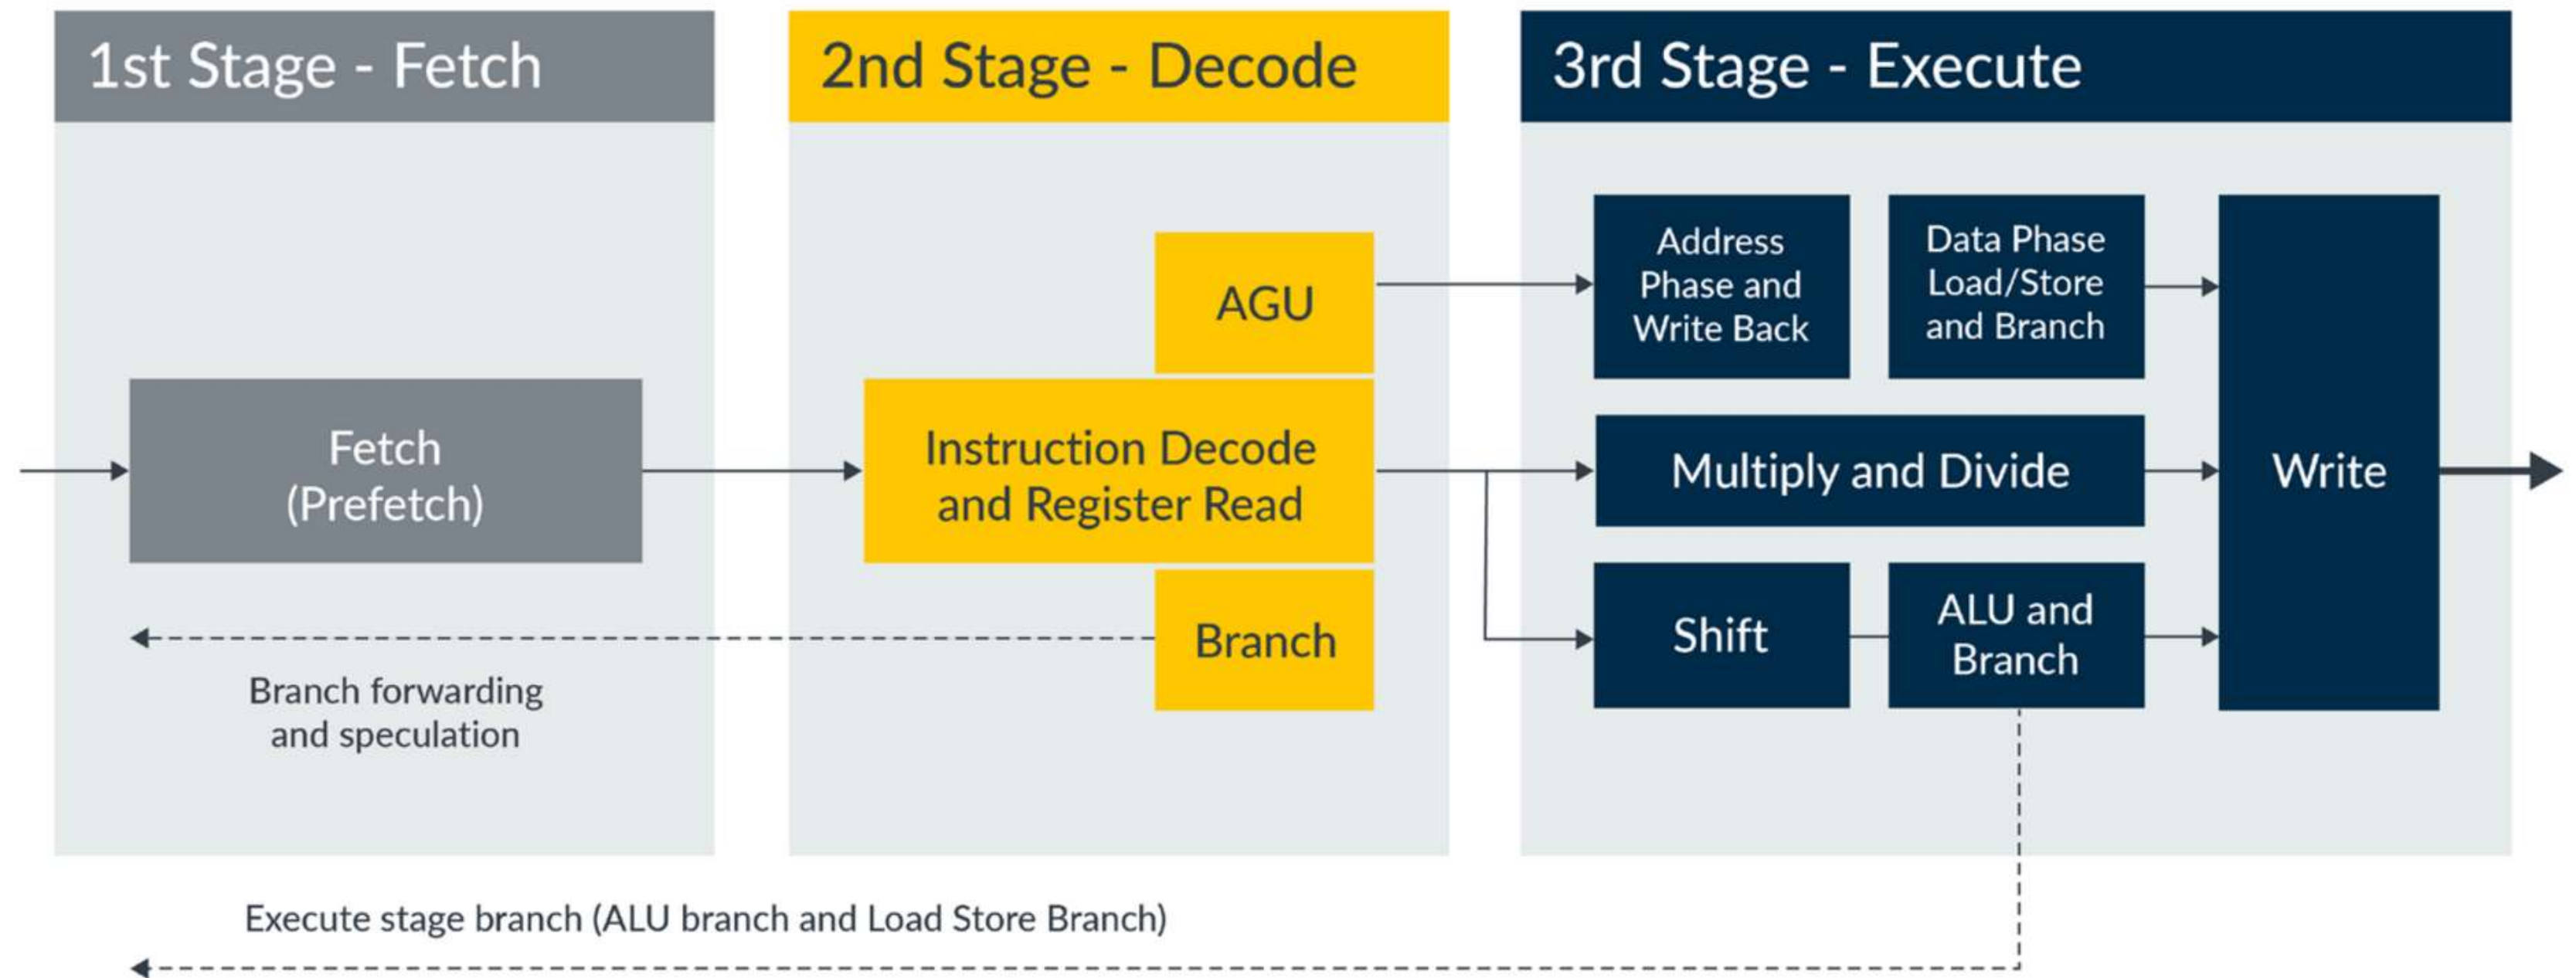 1st Stage - Fetch
2nd Stage - Decode
3rd Stage - Execute
Fetch
(Prefetch)
Branch forwarding
and speculation
AGU
Instruction Decode
and Register Read
Branch
Address
Phase and
Write Back
Data Phase
Load/Store
and Branch
Multiply and Divide
Shift
ALU and
Branch
Write
Execute stage branch (ALU branch and Load Store Branch)